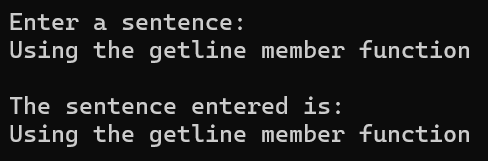 Enter a sentence:
Using the getline member function
The sentence entered is:
Using the getline member function